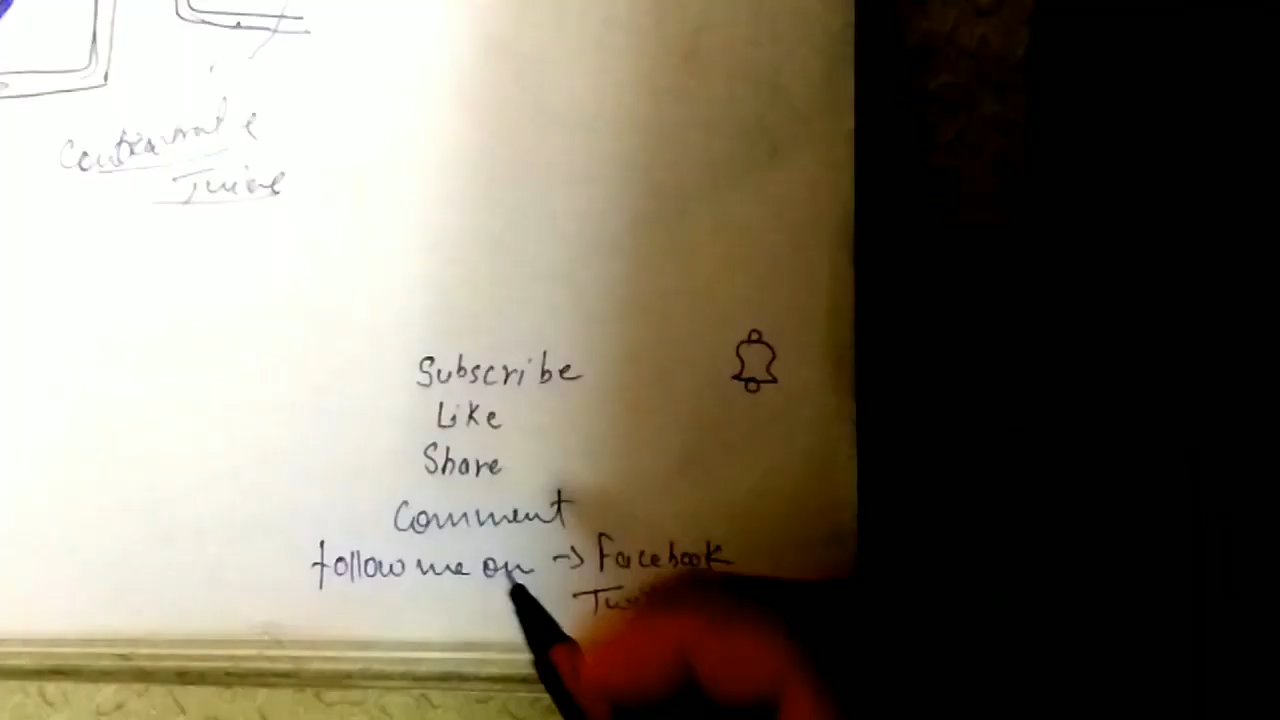 Subscribe
Like
Share
Comment
follow me on -> Facebook